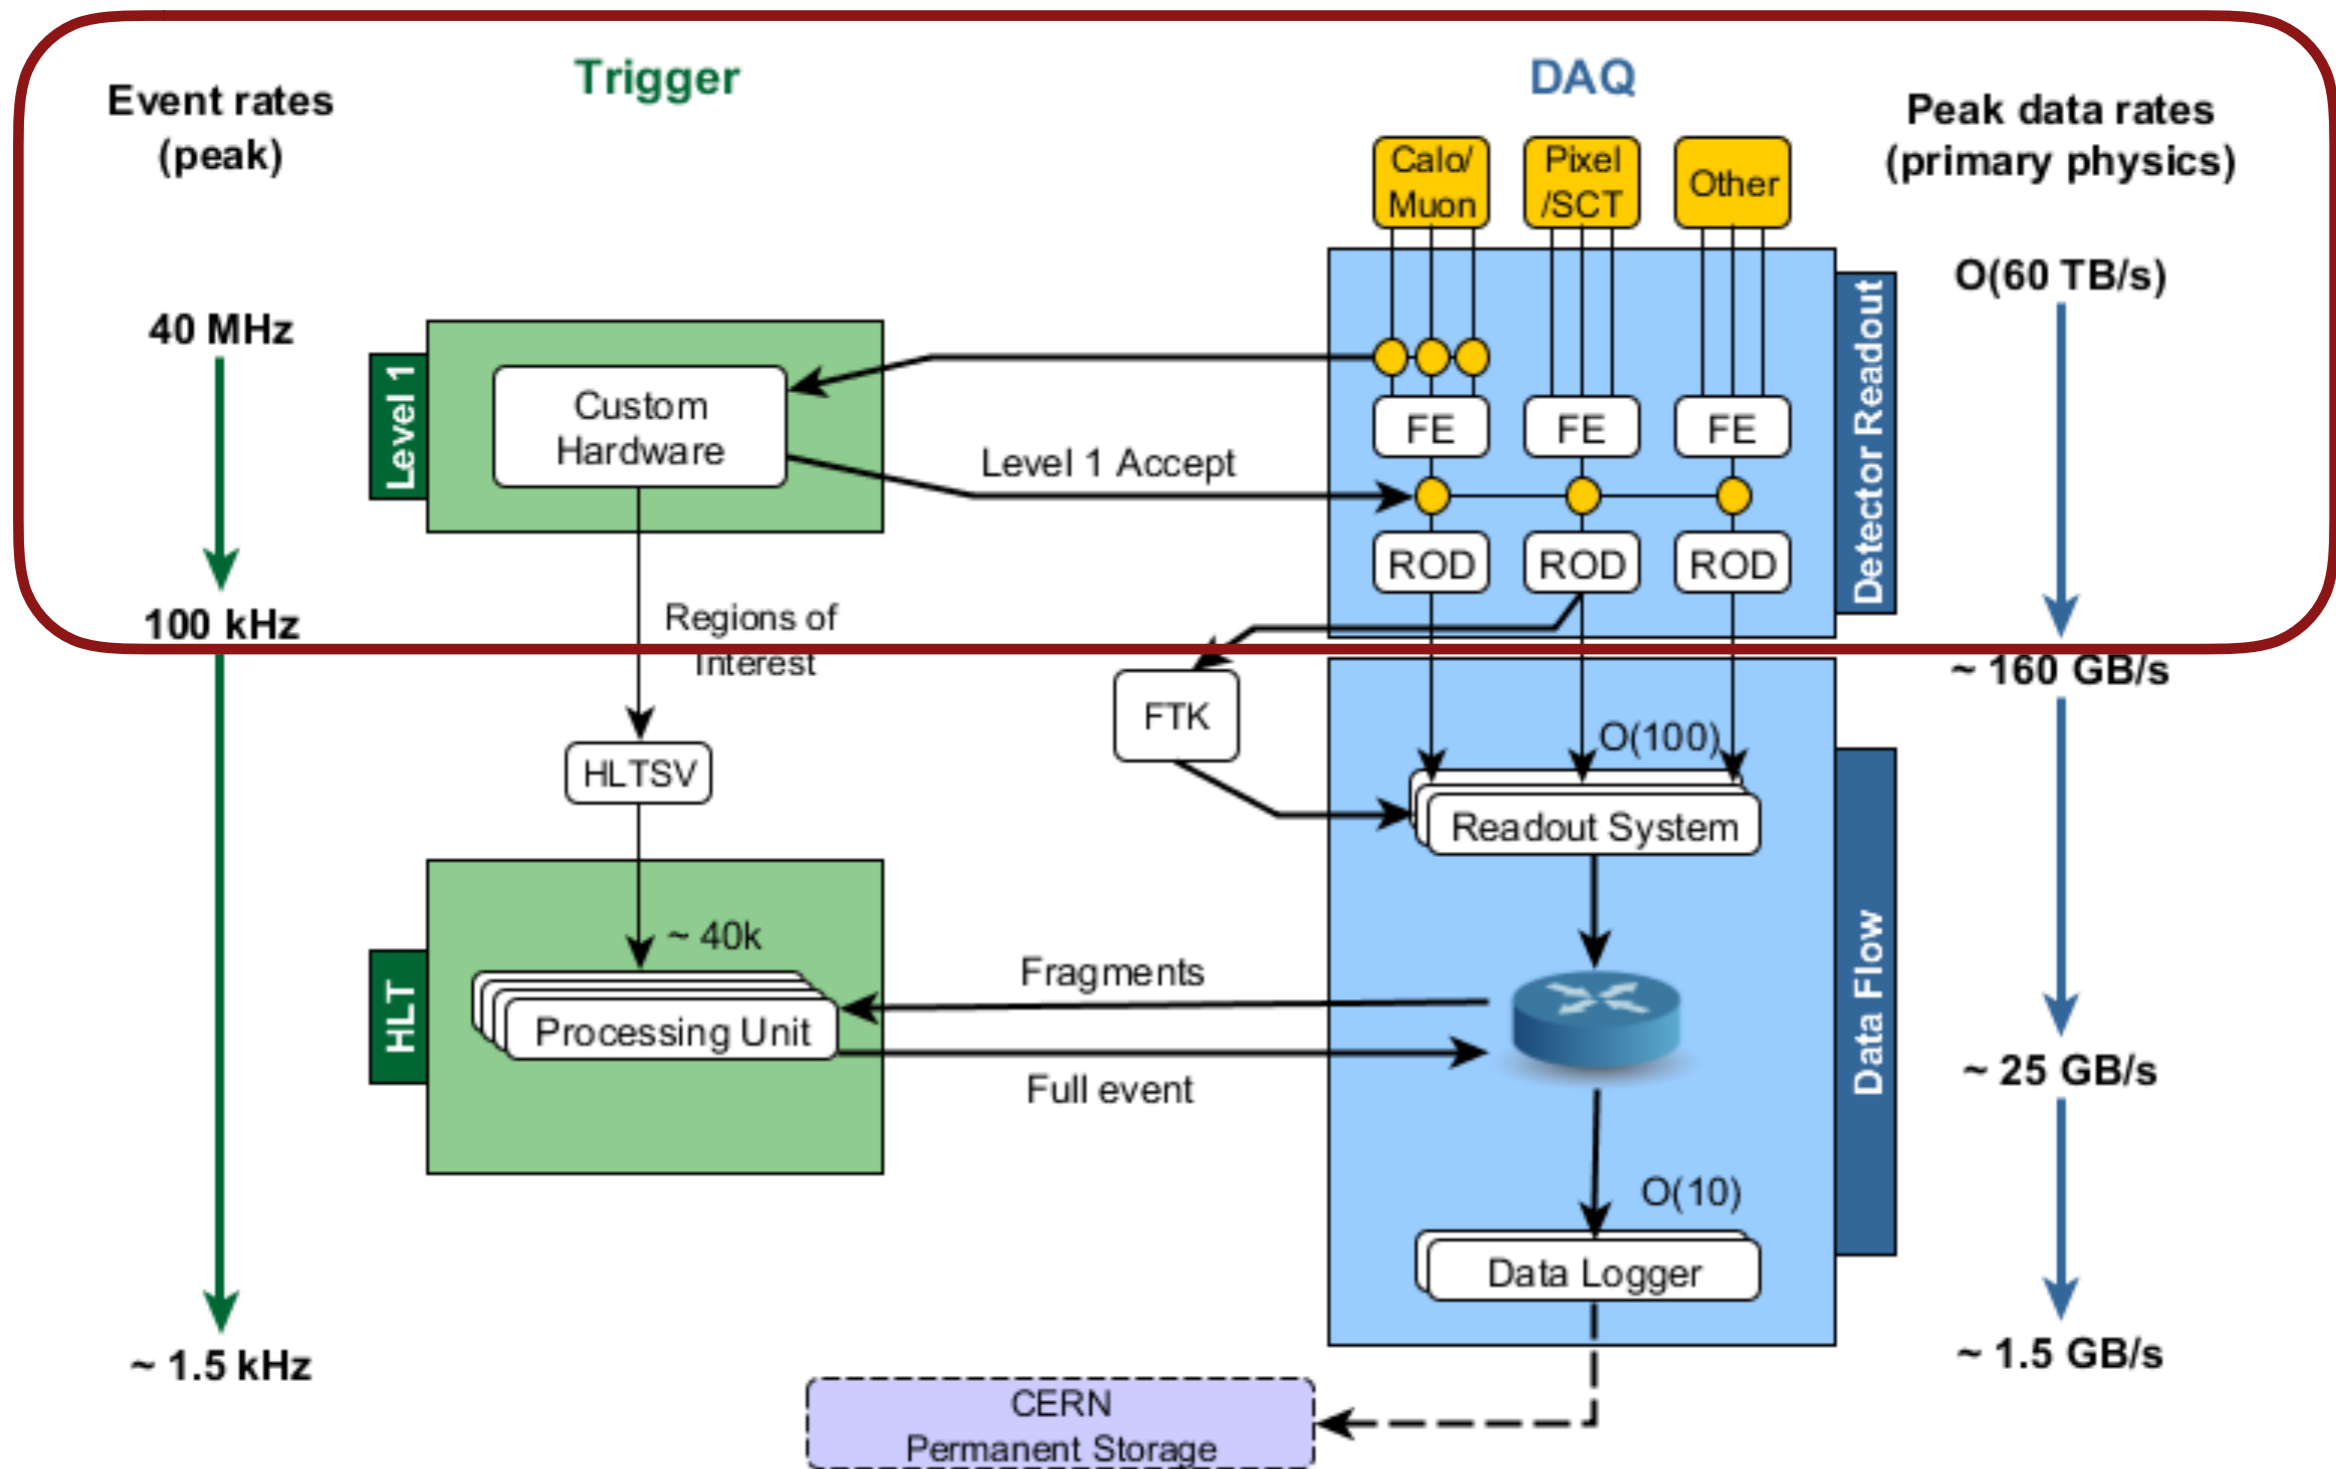 Trigger
DAQ
Event rates
(peak)
Peak data rates
(primary physics)
Calo/
Muon
Pixel
/SCT
Other
O(60 TB/s)
40 MHz
Level 1
Custom
Hardware
FE
FE
FE
Level 1 Accept
Detector Readout
ROD
ROD
ROD
100 kHz
Regions of
Interest
~ 160 GB/s
FTK
O(100)
HLTSV
Readout System
~ 40k
HLT
Processing Unit
Fragments
Full event
Data Flow
~ 25 GB/s
O(10)
Data Logger
~ 1.5 kHz
~ 1.5 GB/s
CERN
Permanent Storage